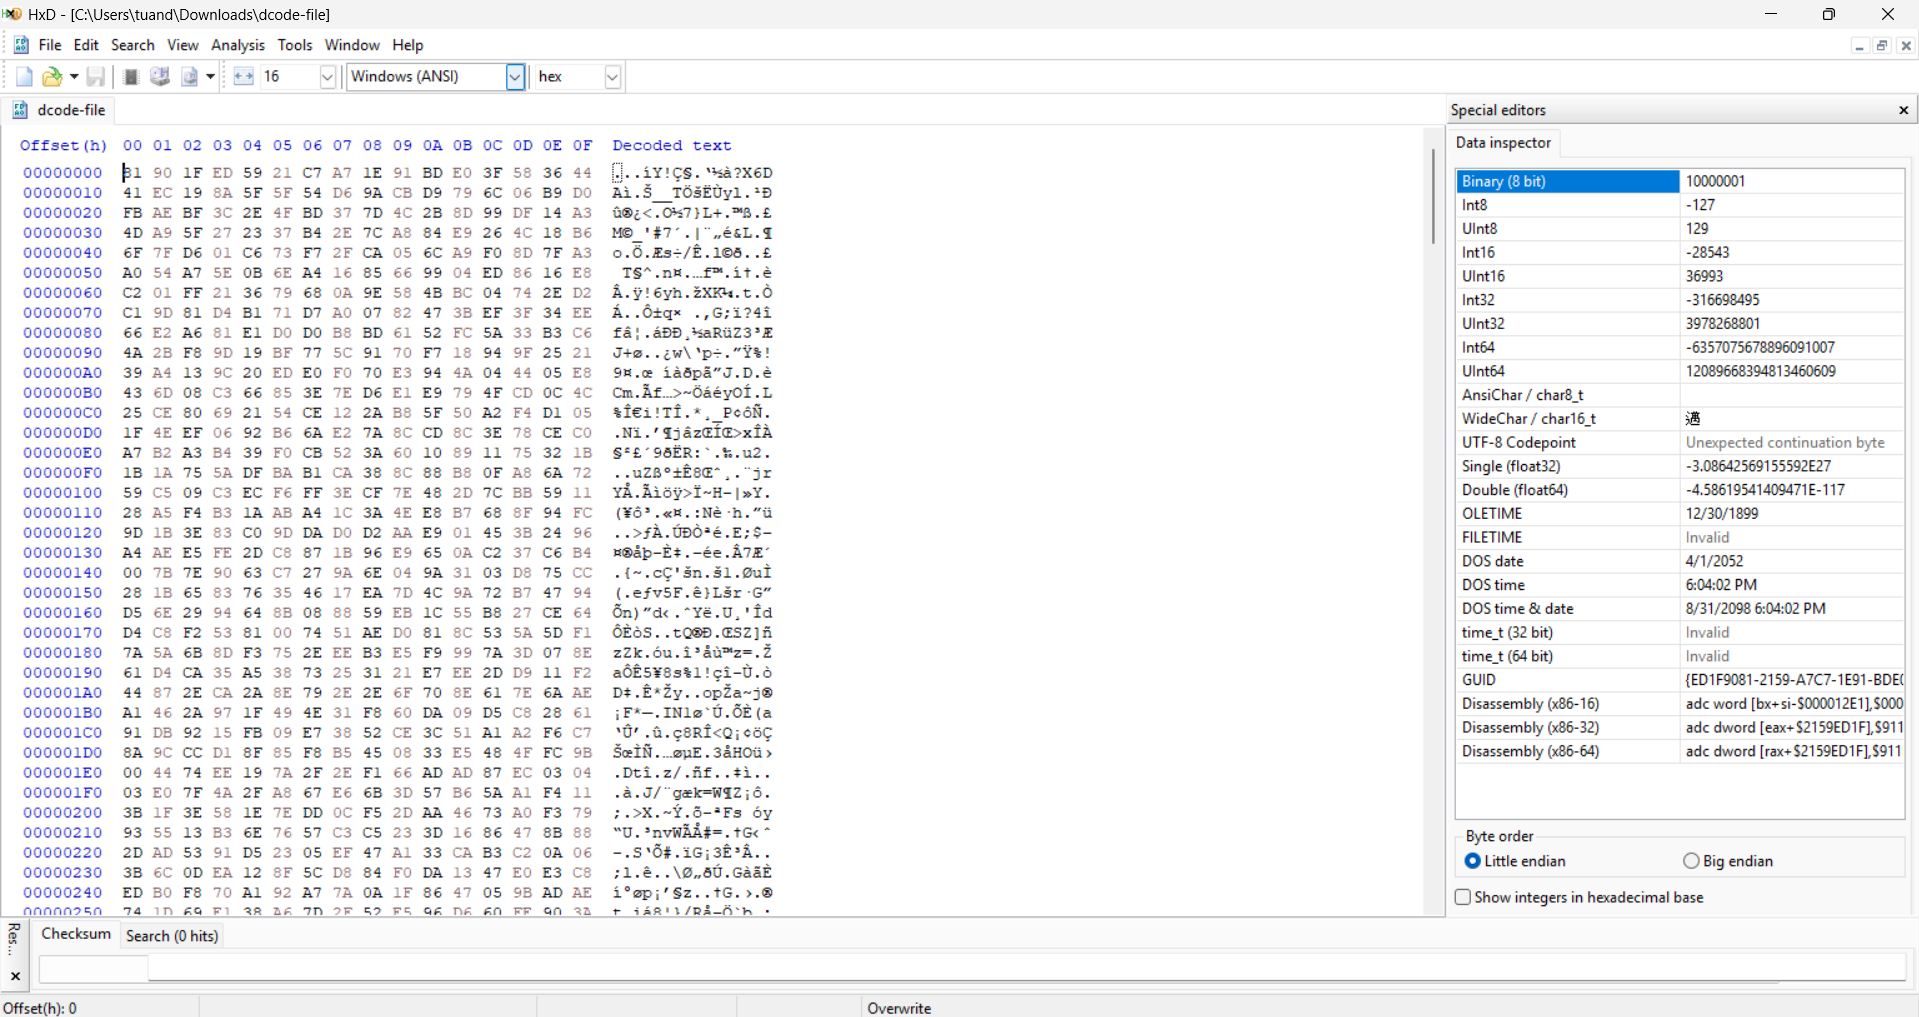 HxD - [C:\Users\tuand\Downloads\dcode-file]
File Edit Search View Analysis Tools Window Help
16 Windows (ANSI) hex
dcode-file
Offset(h) 00 01 02 03 04 05 06 07 08 09 0A 0B 0C 0D 0E 0F Decoded text
00000000 81 90 1F ED 59 21 C7 A7 1E 91 BD E0 3F 58 36 44 ...íY!Ç§.‘½à?X6D
00000010 41 EC 19 8A 5F 5F 54 D6 9A CB D9 79 6C 06 B9 D0 Aì.Š__TÖšËÙyl.¹Ð
00000020 FB AE BF 3C 2E 4F BD 37 7D 4C 2B 8D 99 DF 14 A3 û®¿<.O½7}L+.™ß.£
00000030 4D A9 5F 27 23 37 B4 2E 7C A8 84 E9 26 4C 18 B6 M©_'#7´.|¨„é&L.¶
00000040 6F 7F D6 01 C6 73 F7 2F CA 05 6C A9 F0 8D 7F A3 o.Ö.Æs÷/Ê.l©ð..£
00000050 A0 54 A7 5E 0B 6E A4 16 85 66 99 04 ED 86 16 E8 T§^.n¤.…f™.í†.è
00000060 C2 01 FF 21 36 79 68 0A 9E 58 4B BC 04 74 2E D2 Â.ÿ!6yh.žXK¼.t.Ò
00000070 C1 9D 81 D4 B1 71 D7 A0 07 82 47 3B EF 3F 34 EE Á..Ô±q× .‚G;ï?4î
00000080 66 E2 A6 81 E1 D0 D0 B8 BD 61 52 FC 5A 33 B3 C6 fâ¦.áÐÐ¸½aRüZ3³Æ
00000090 4A 2B F8 9D 19 BF 77 5C 91 70 F7 18 94 9F 25 21 J+ø..¿w\‘p÷.”Ÿ%!
000000A0 39 A4 13 9C 20 ED E0 F0 70 E3 94 4A 04 44 05 E8 9¤.œ íàðpã”J.D.è
000000B0 43 6D 08 C3 66 85 3E 7E D6 E1 E9 79 4F CD 0C 4C Cm.Ãf…>~ÖáéyOÍ.L
000000C0 25 CE 80 69 21 54 CE 12 2A B8 5F 50 A2 F4 D1 05 %Î€i!TÎ.*¸_P¢ôÑ.
000000D0 1F 4E EF 06 92 B6 6A E2 7A 8C CD 8C 3E 78 CE C0 .Nï.’¶jâzŒÍŒ>xÎÀ
000000E0 A7 B2 A3 B4 39 F0 CB 52 3A 60 10 89 11 75 32 1B §²£´9ðËR:`.‰.u2.
000000F0 1B 1A 75 5A DF BA B1 CA 38 8C 88 B8 0F A8 6A 72 ..uZßº±Ê8Œˆ¸.¨jr
00000100 59 C5 09 C3 EC F6 FF 3E CF 7E 48 2D 7C BB 59 11 YÅ.Ãìöÿ>Ï~H-|»Y.
00000110 28 A5 F4 B3 1A AB A4 1C 3A 4E E8 B7 68 8F 94 FC (¥ô³.«¤.:Nè·h.”ü
00000120 9D 1B 3E 83 C0 9D DA D0 D2 AA E9 01 45 3B 24 96 ..>ƒÀ.ÚÐÒªé.E;$–
00000130 A4 AE E5 FE 2D C8 87 1B 96 E9 65 0A C2 37 C6 B4 ¤®åþ-È‡.–ée.Â7Æ´
00000140 00 7B 7E 90 63 C7 27 9A 6E 04 9A 31 03 D8 75 CC .{~.cÇ'šn.š1.ØuÌ
00000150 28 1B 65 83 76 35 46 17 EA 7D 4C 9A 72 B7 47 94 (.eƒv5F.ê}Lšr·G”
00000160 D5 6E 29 94 64 8B 08 88 59 EB 1C 55 B8 27 CE 64 Õn)”d‹.ˆYë.U¸'Îd
00000170 D4 C8 F2 53 81 00 74 51 AE D0 81 8C 53 5A 5D F1 ÔÈòS..tQ®Ð.ŒSZ]ñ
00000180 7A 5A 6B 8D F3 75 2E EE B3 E5 F9 99 7A 3D 07 8E zZk.óu.î³åù™z=.Ž
00000190 61 D4 CA 35 A5 38 73 25 31 21 E7 EE 2D D9 11 F2 aÔÊ5¥8s%1!çî-Ù.ò
000001A0 44 87 2E CA 2A 8E 79 2E 2E 6F 70 8E 61 7E 6A AE D‡.Ê*Žy..opŽa~j®
000001B0 A1 46 2A 97 1F 49 4E 31 F8 60 DA 09 D5 C8 28 61 ¡F*—.IN1ø`Ú.ÕÈ(a
000001C0 91 DB 92 15 FB 09 E7 38 52 CE 3C 51 A1 A2 F6 C7 ‘Û’.û.ç8RÎ<Q¡¢öÇ
000001D0 8A 9C CC D1 8F 85 F8 B5 45 08 33 E5 48 4F FC 9B ŠœÌÑ.…øµE.3åHOü›
000001E0 00 44 74 EE 19 7A 2F 2E F1 66 AD AD 87 EC 03 04 .Dtî.z/.ñf..‡ì..
000001F0 03 E0 7F 4A 2F A8 67 E6 6B 3D 57 B6 5A A1 F4 11 .à.J/¨gæk=W¶Z¡ô.
00000200 3B 1F 3E 58 1E 7E DD 0C F5 2D AA 46 73 A0 F3 79 ;.>X.~Ý.õ-ªFs óy
00000210 93 55 13 B3 6E 76 57 C3 C5 23 3D 16 86 47 8B 88 “U.³nvWÃÅ#=.†G‹ˆ
00000220 2D AD 53 91 D5 23 05 EF 47 A1 33 CA B3 C2 0A 06 -.S‘Õ#.ïG¡3Ê³Â..
00000230 3B 6C 0D EA 12 8F 5C D8 84 F0 DA 13 47 E0 E3 C8 ;l.ê..\Ø„ðÚ.GàãÈ
00000240 ED B0 F8 70 A1 92 A7 7A 0A 1F 86 47 05 9B AD AE í°øp¡’§z..†G.›.®
00000250 74 1D 69 E1 38 A6 7D 2F 52 E5 96 D6 60 FE 90 3A t.iá8¦}/Rå–Ö`þ.:
Special editors
Data inspector
Binary (8 bit) 10000001
Int8 -127
UInt8 129
Int16 -28543
UInt16 36993
Int32 -316698495
UInt32 3978268801
Int64 -6357075678896091007
UInt64 12089668394813460609
AnsiChar / char8_t
WideChar / char16_t 邁
UTF-8 Codepoint Unexpected continuation byte
Single (float32) -3.08642569155592E27
Double (float64) -4.58619541409471E-117
OLETIME 12/30/1899
FILETIME Invalid
DOS date 4/1/2052
DOS time 6:04:02 PM
DOS time & date 8/31/2098 6:04:02 PM
time_t (32 bit) Invalid
time_t (64 bit) Invalid
GUID {ED1F9081-2159-A7C7-1E91-BDE0
Disassembly (x86-16) adc word [bx+si-$000012E1],$000
Disassembly (x86-32) adc dword [eax+$2159ED1F],$911
Disassembly (x86-64) adc dword [rax+$2159ED1F],$911
Byte order
Little endian Big endian
Show integers in hexadecimal base
Res...
Checksum Search (0 hits)
Offset(h): 0 Overwrite